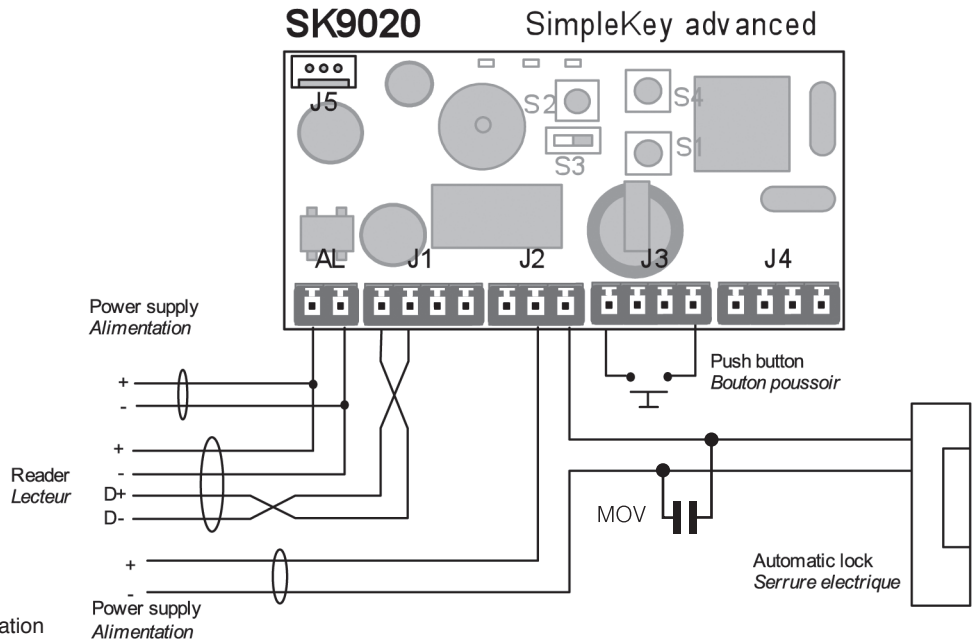 SK9020 SimpleKey advanced
J5
S2
S4
S3
S1
AL J1 J2 J3 J4
Power supply
Alimentation
+
-
Push button
Bouton poussoir
+
-
Reader
Lecteur
D+
D-
MOV
+
-
Automatic lock
Serrure electrique
Power supply
Alimentation
ation